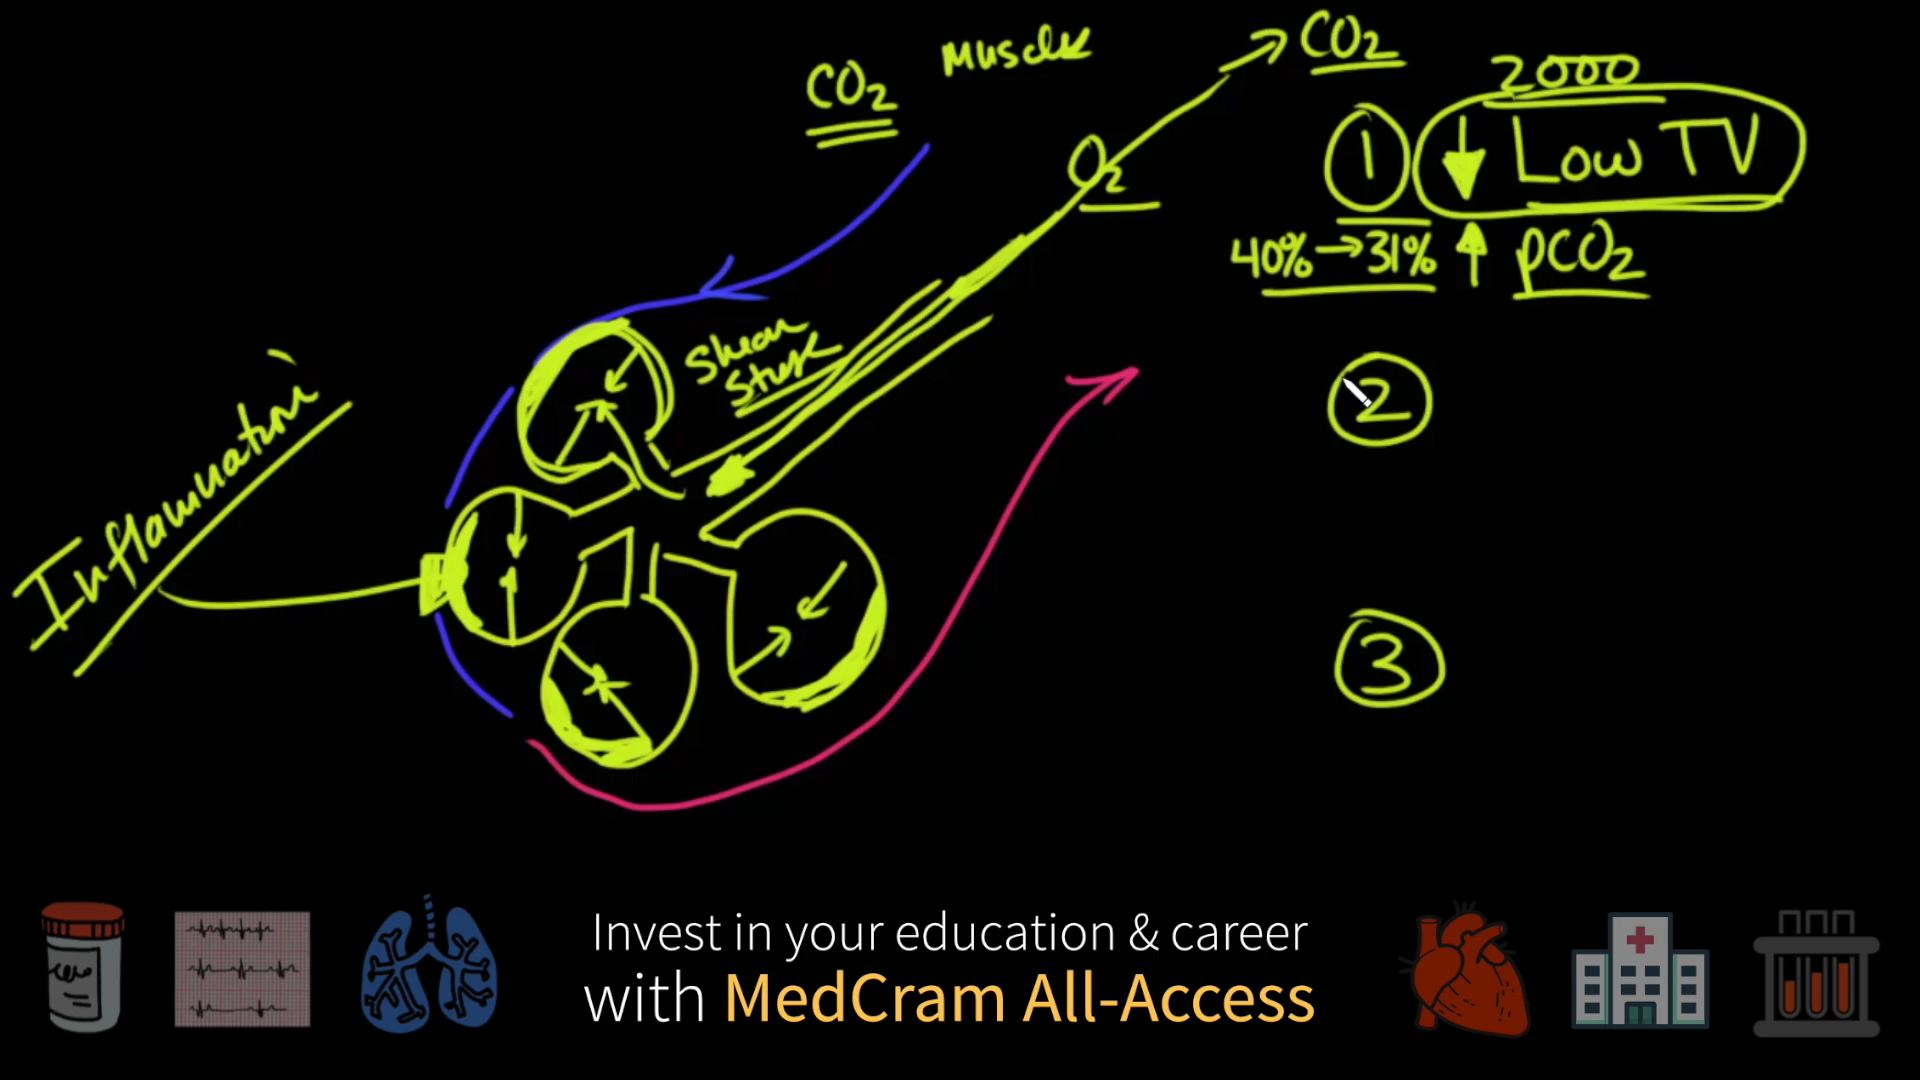 CO2 Muscle
CO2
2000
O2
1 ↓ Low TV
40% → 31% ↑ pCO2
Shear
Stress
2
Inflammation
3
Invest in your education & career
with MedCram All-Access